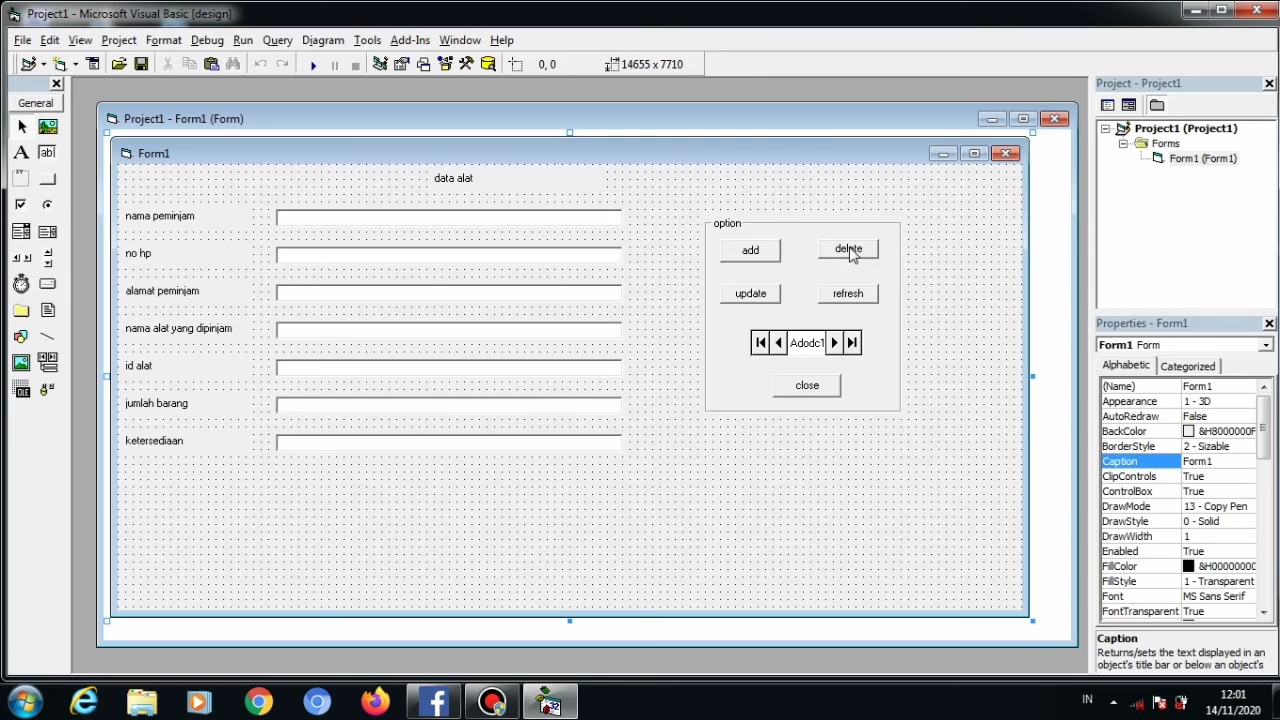 Project1 - Microsoft Visual Basic [design]
File Edit View Project Format Debug Run Query Diagram Tools Add-Ins Window Help
0, 0 14655 x 7710
General
Project1 - Form1 (Form)
Form1
data alat
nama peminjam
no hp
alamat peminjam
nama alat yang dipinjam
id alat
jumlah barang
ketersediaan
option
add delete
update refresh
Adodc1
close
Project - Project1
Project1 (Project1)
Forms
Form1 (Form1)
Properties - Form1
Form1 Form
Alphabetic Categorized
(Name) Form1
Appearance 1 - 3D
AutoRedraw False
BackColor &H8000000F
BorderStyle 2 - Sizable
Caption Form1
ClipControls True
ControlBox True
DrawMode 13 - Copy Pen
DrawStyle 0 - Solid
DrawWidth 1
Enabled True
FillColor &H00000000
FillStyle 1 - Transparent
Font MS Sans Serif
FontTransparent True
Caption
Returns/sets the text displayed in an
object's title bar or below an object's
A
abl
xy
OLE
32
IN
12:01
14/11/2020